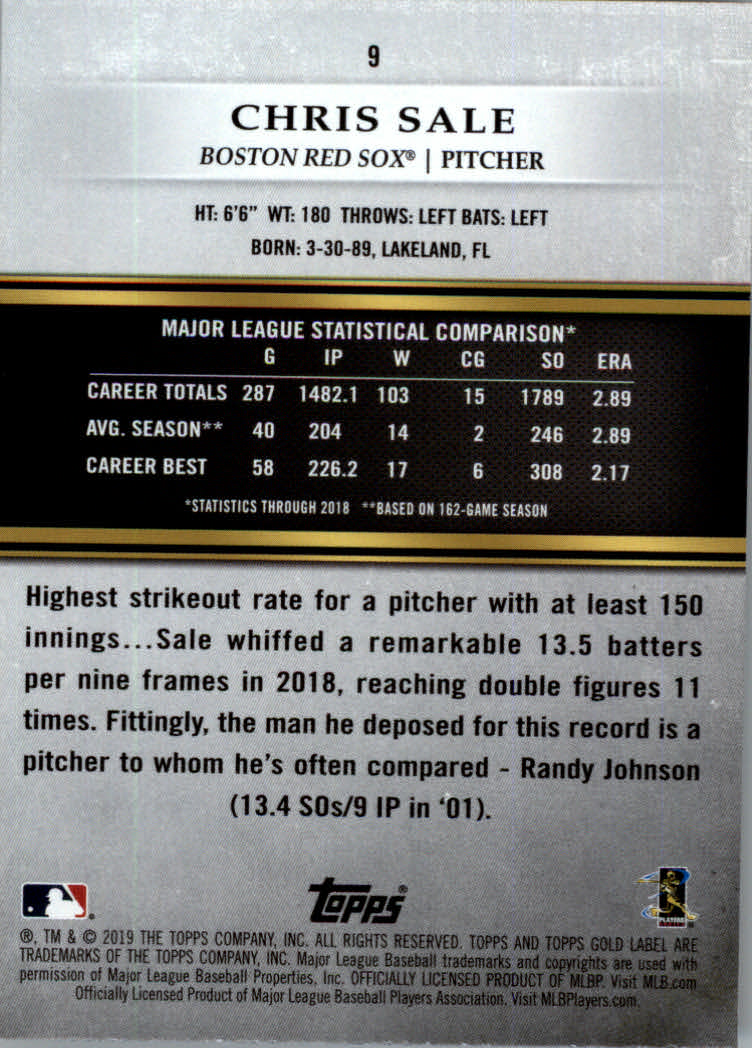 9
CHRIS SALE
BOSTON RED SOX® | PITCHER
HT: 6'6" WT: 180 THROWS: LEFT BATS: LEFT
BORN: 3-30-89, LAKELAND, FL
MAJOR LEAGUE STATISTICAL COMPARISON*
G IP W CG SO ERA
CAREER TOTALS 287 1482.1 103 15 1789 2.89
AVG. SEASON** 40 204 14 2 246 2.89
CAREER BEST 58 226.2 17 6 308 2.17
*STATISTICS THROUGH 2018 **BASED ON 162-GAME SEASON
Highest strikeout rate for a pitcher with at least 150
innings...Sale whiffed a remarkable 13.5 batters
per nine frames in 2018, reaching double figures 11
times. Fittingly, the man he deposed for this record is a
pitcher to whom he's often compared - Randy Johnson
(13.4 SOs/9 IP in '01).
topps®
PLAYERS
®, TM & © 2019 THE TOPPS COMPANY, INC. ALL RIGHTS RESERVED. TOPPS AND TOPPS GOLD LABEL ARE
TRADEMARKS OF THE TOPPS COMPANY, INC. Major League Baseball trademarks and copyrights are used with
permission of Major League Baseball Properties, Inc. OFFICIALLY LICENSED PRODUCT OF MLBP. Visit MLB.com
Officially Licensed Product of Major League Baseball Players Association. Visit MLBPlayers.com.